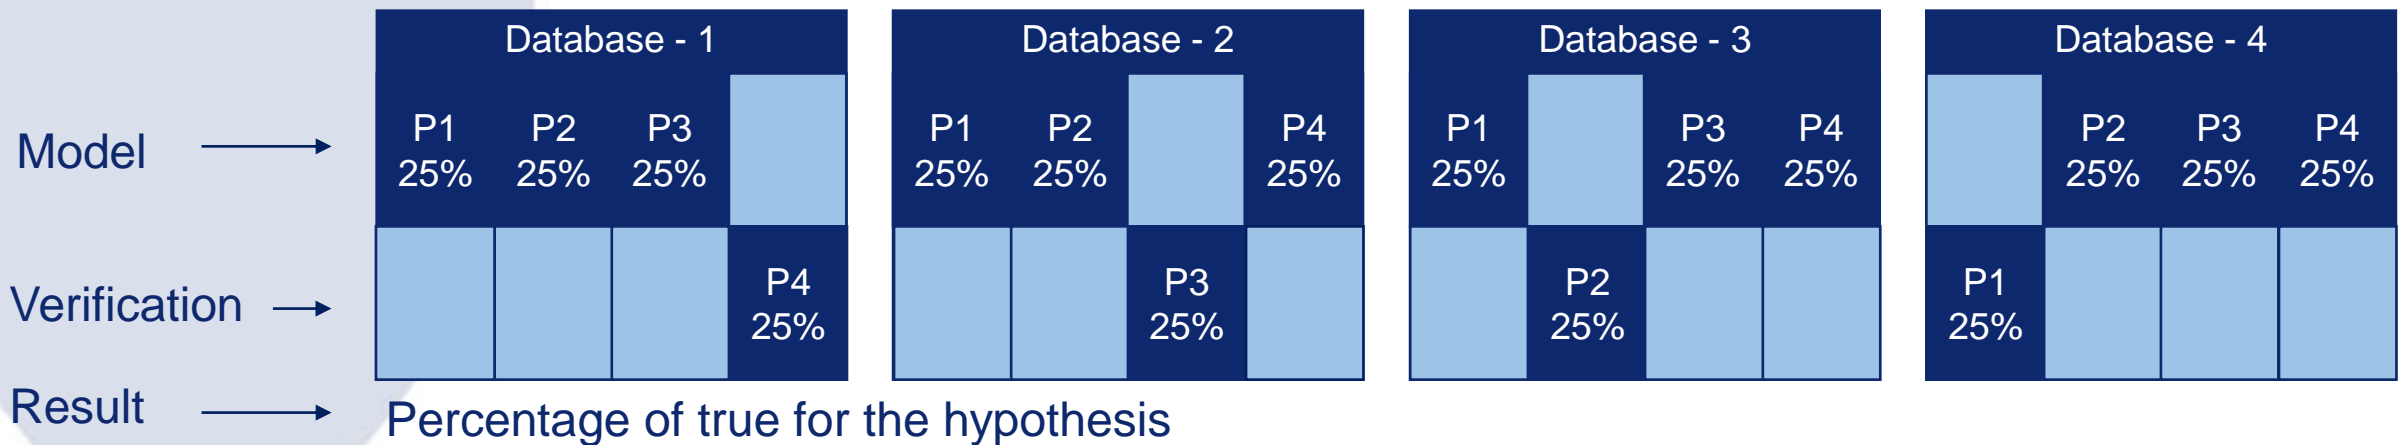 Database - 1 Database - 2 Database - 3 Database - 4
Model
P1 P2 P3 P1 P2 P4 P1 P3 P4 P2 P3 P4
25% 25% 25% 25% 25% 25% 25% 25% 25% 25% 25% 25%
Verification
P4 P3 P2 P1
25% 25% 25% 25%
Result
Percentage of true for the hypothesis